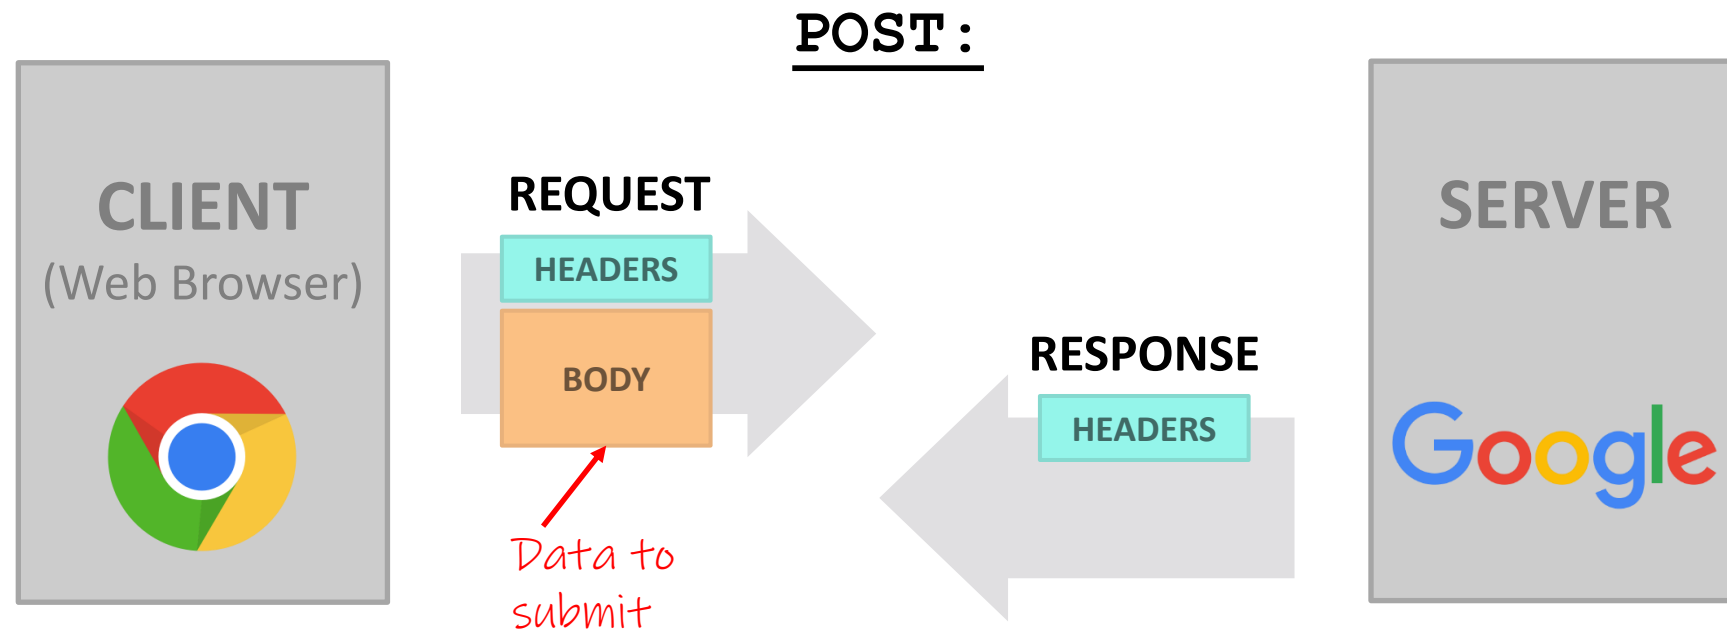 POST:
CLIENT
(Web Browser)
REQUEST
HEADERS
BODY
Data to
submit
RESPONSE
HEADERS
SERVER
Google